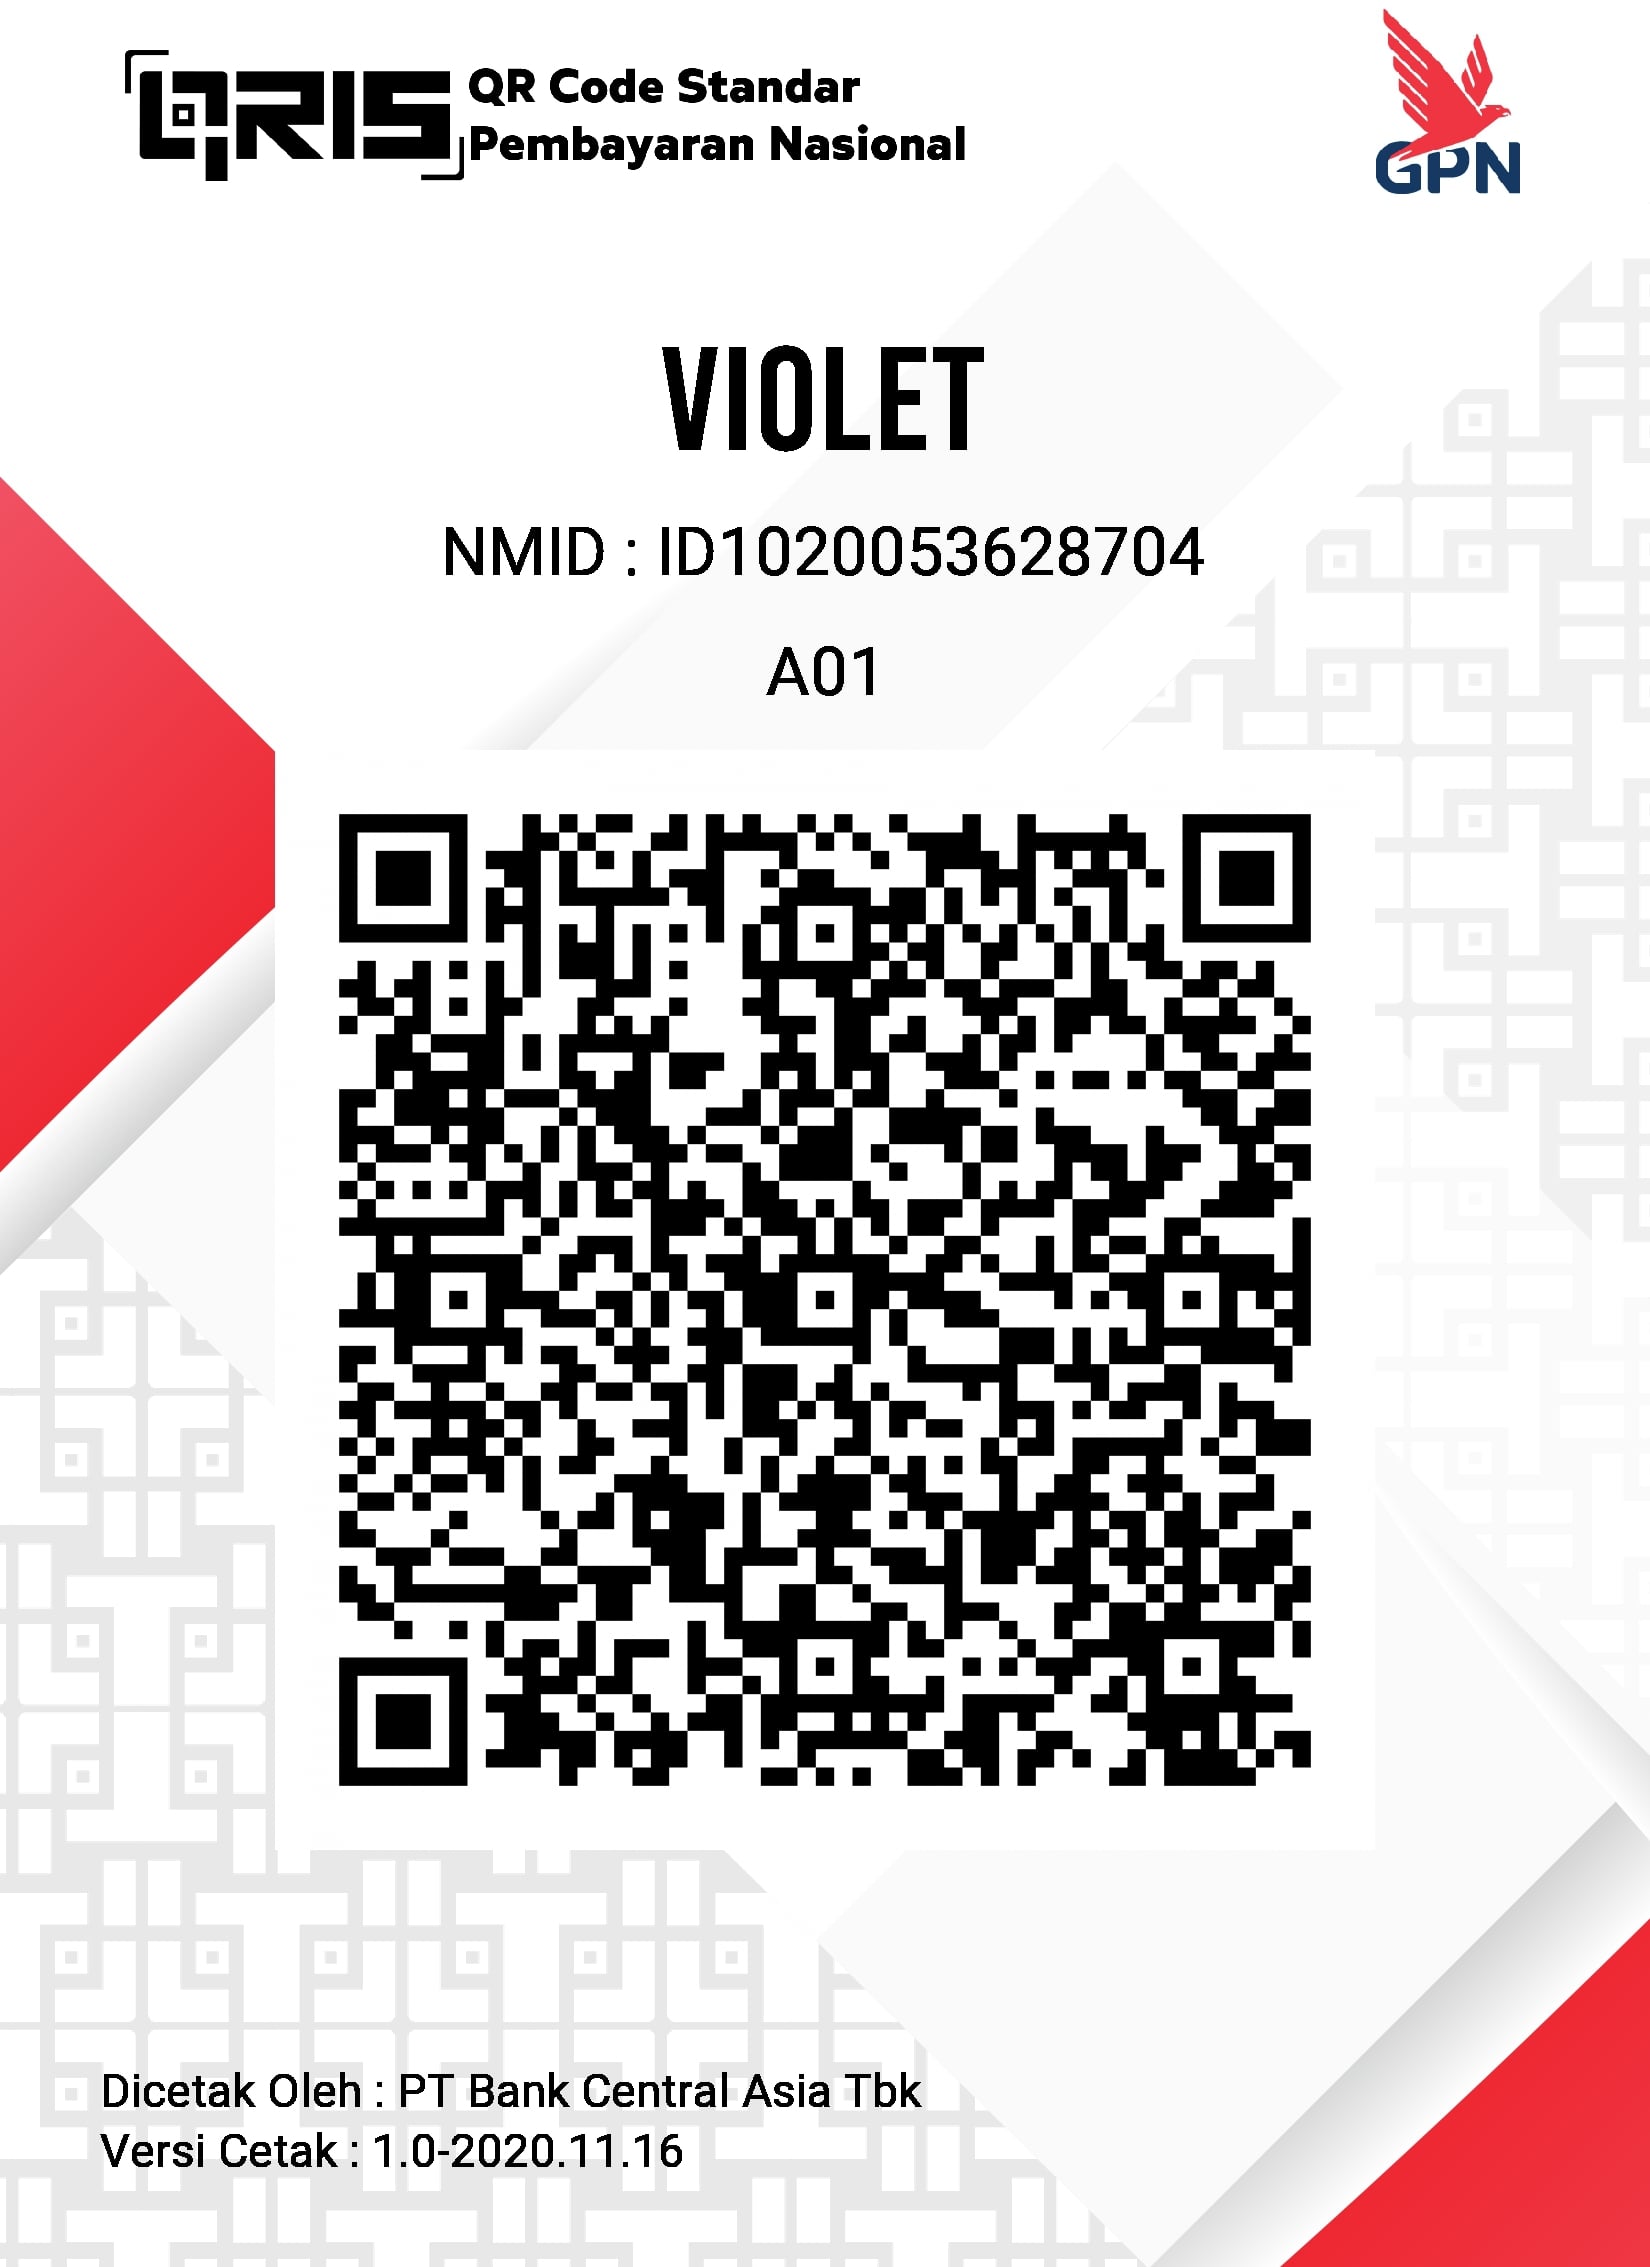 QRIS QR Code Standar
Pembayaran Nasional
GPN
VIOLET
NMID : ID1020053628704
A01
Dicetak Oleh : PT Bank Central Asia Tbk
Versi Cetak : 1.0-2020.11.16